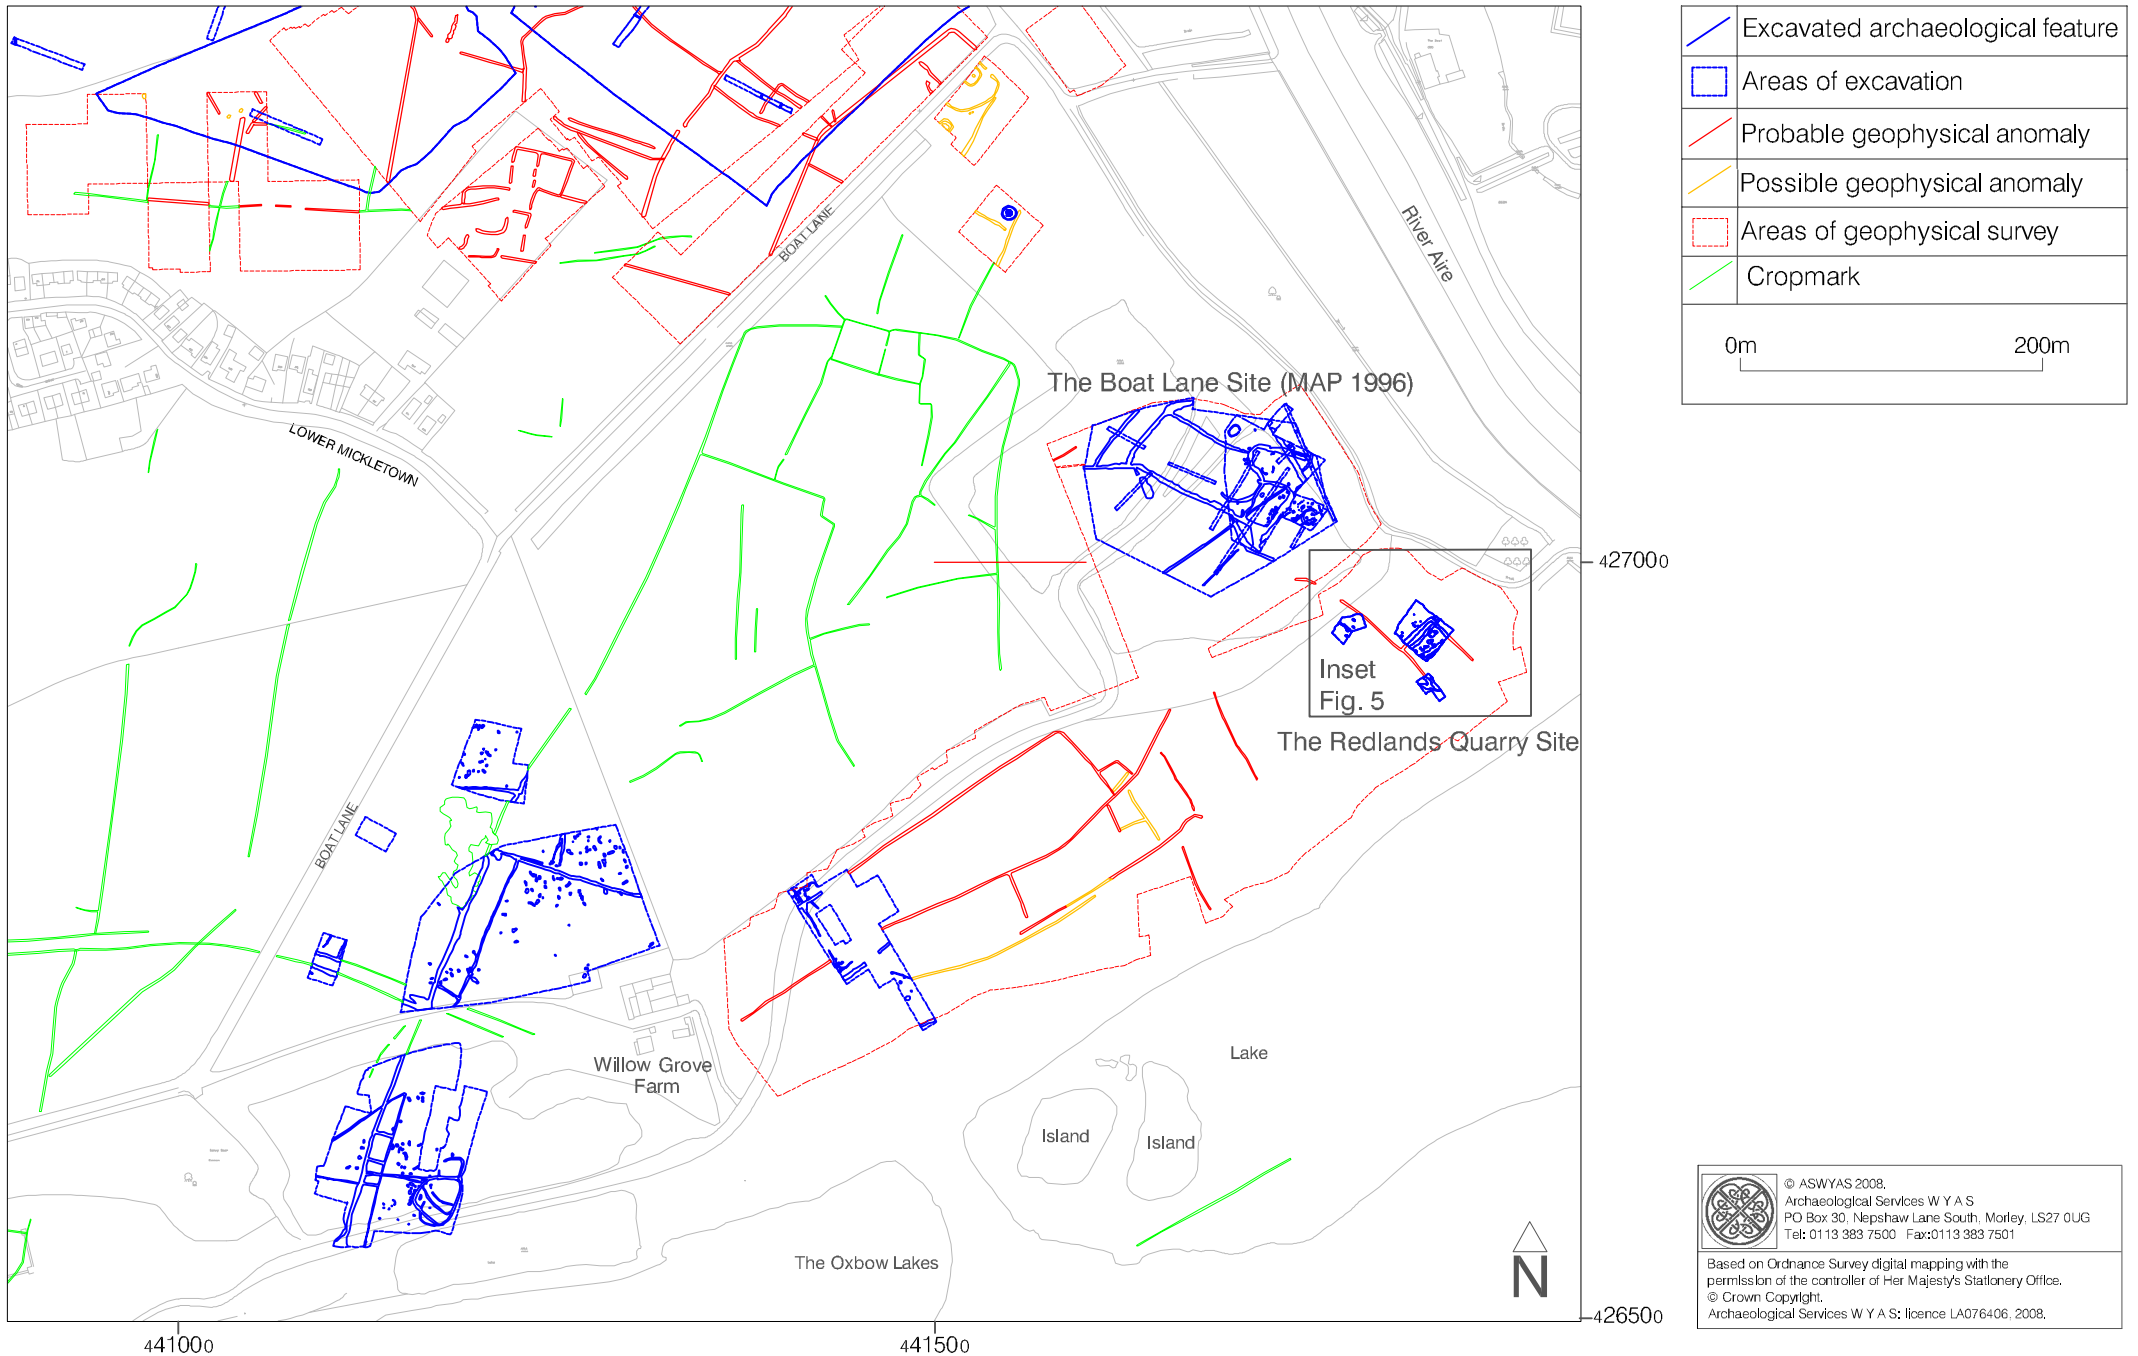 Excavated archaeological feature
Areas of excavation
Probable geophysical anomaly
Possible geophysical anomaly
Areas of geophysical survey
Cropmark
0m 200m
BOAT LANE
River Aire
The Boat Lane Site (MAP 1996)
LOWER MICKLETOWN
427000
Inset
Fig. 5
The Redlands Quarry Site
BOAT LANE
Willow Grove
Farm
Lake
Island
Island
The Oxbow Lakes
N
426500
441000
441500
© ASWYAS 2008.
Archaeological Services W Y A S
PO Box 30, Nepshaw Lane South, Morley, LS27 0UG
Tel: 0113 383 7500 Fax:0113 383 7501
Based on Ordnance Survey digital mapping with the
permission of the controller of Her Majesty's Stationery Office.
© Crown Copyright.
Archaeological Services W Y A S: licence LA076406, 2008.